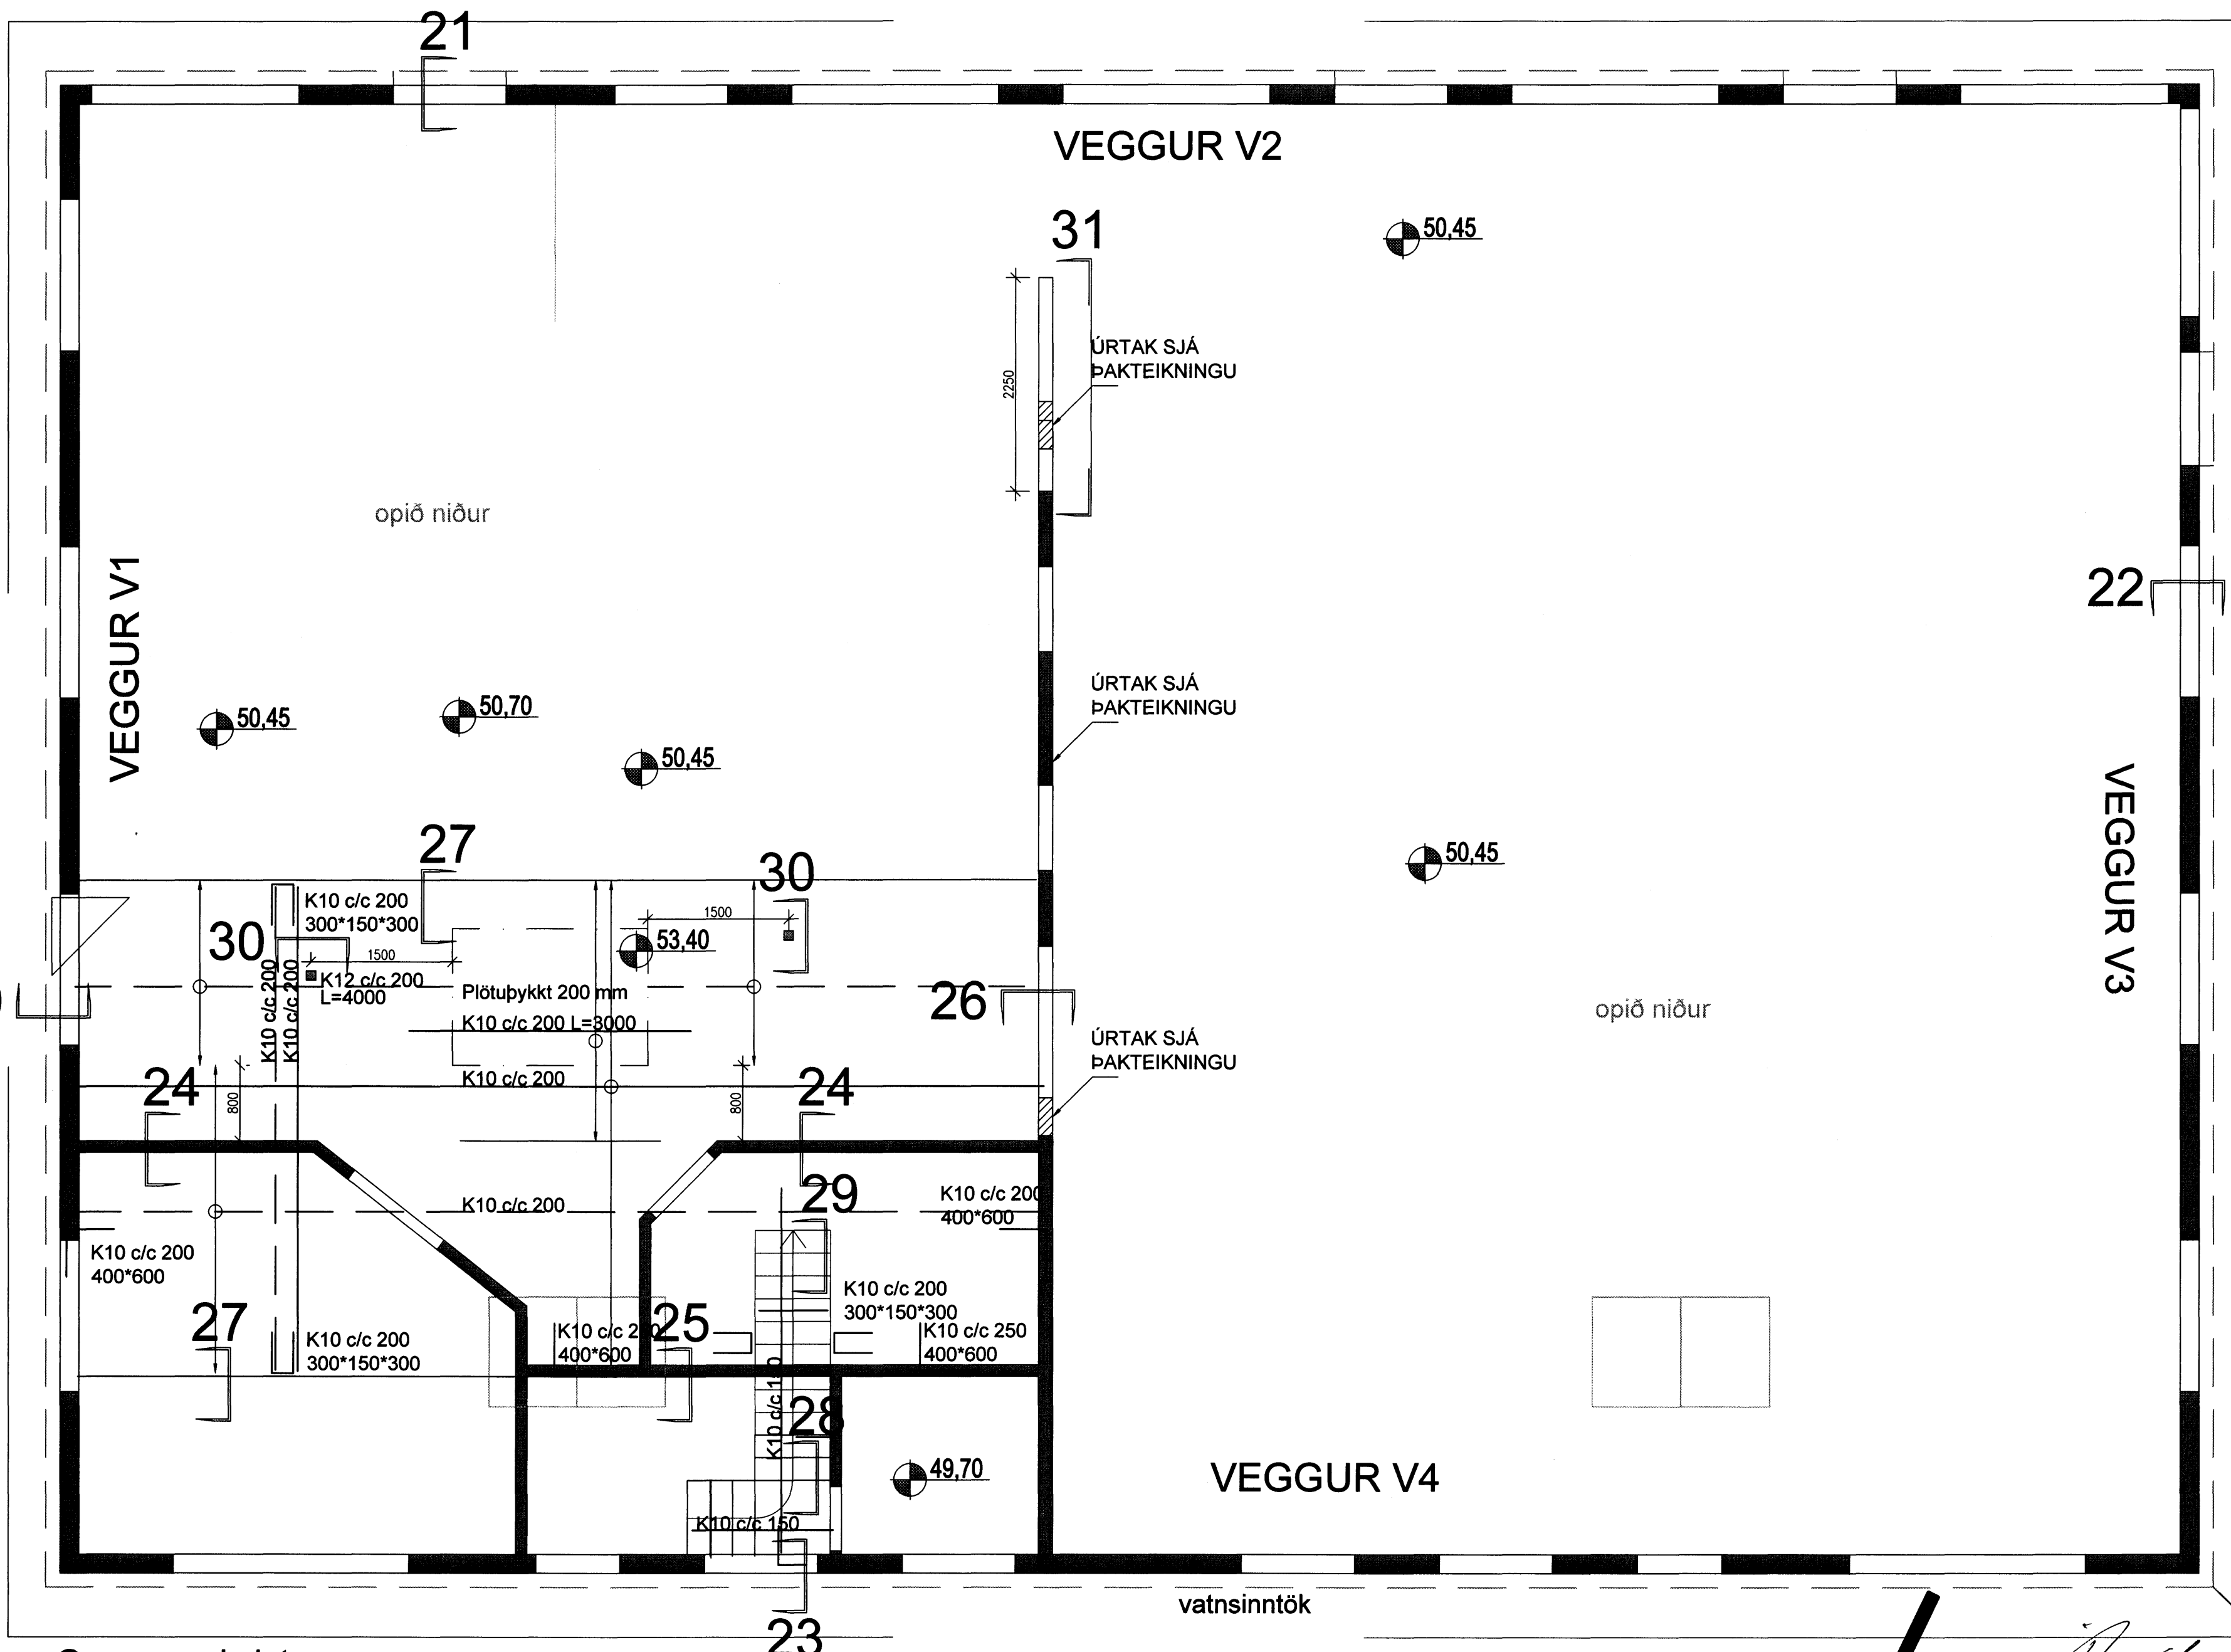 21
VEGGUR V2
31
50,45
ÚRTAK SJÁ
ÞAKTEIKNINGU
2250
opið niður
VEGGUR V1
22
ÚRTAK SJÁ
ÞAKTEIKNINGU
50,45
50,70
50,45
VEGGUR V3
27
30
50,45
K10 c/c 200
300*150*300
1500
30
53,40
1500
K12 c/c 200
L=4000
K10 c/c 200
K10 c/c 200
Plötuþykkt 200 mm
26
opið niður
K10 c/c 200 L=3000
ÚRTAK SJÁ
ÞAKTEIKNINGU
K10 c/c 200
24
800
800
24
29
K10 c/c 200
K10 c/c 200
400*600
K10 c/c 200
400*600
K10 c/c 200
300*150*300
27
K10 c/c 200
300*150*300
K10 c/c
400*600
25
K10 c/c 250
400*600
K10 c/c 150
28
49,70
VEGGUR V4
K10 c/c 150
vatnsinntök
23